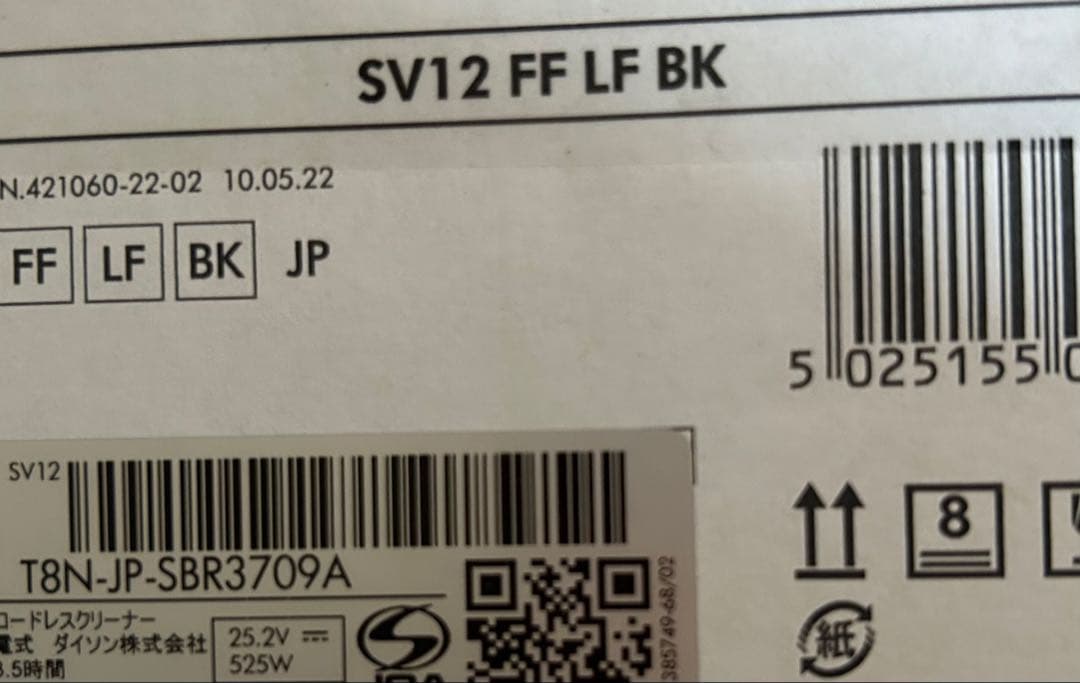 SV12 FF LF BK
N.421060-22-02 10.05.22
FF LF BK JP
5 025155
SV12
T8N-JP-SBR3709A
コードレスクリーナー
電式 ダイソン株式会社
3.5時間
25.2V
525W
385749-68/02
8
紙